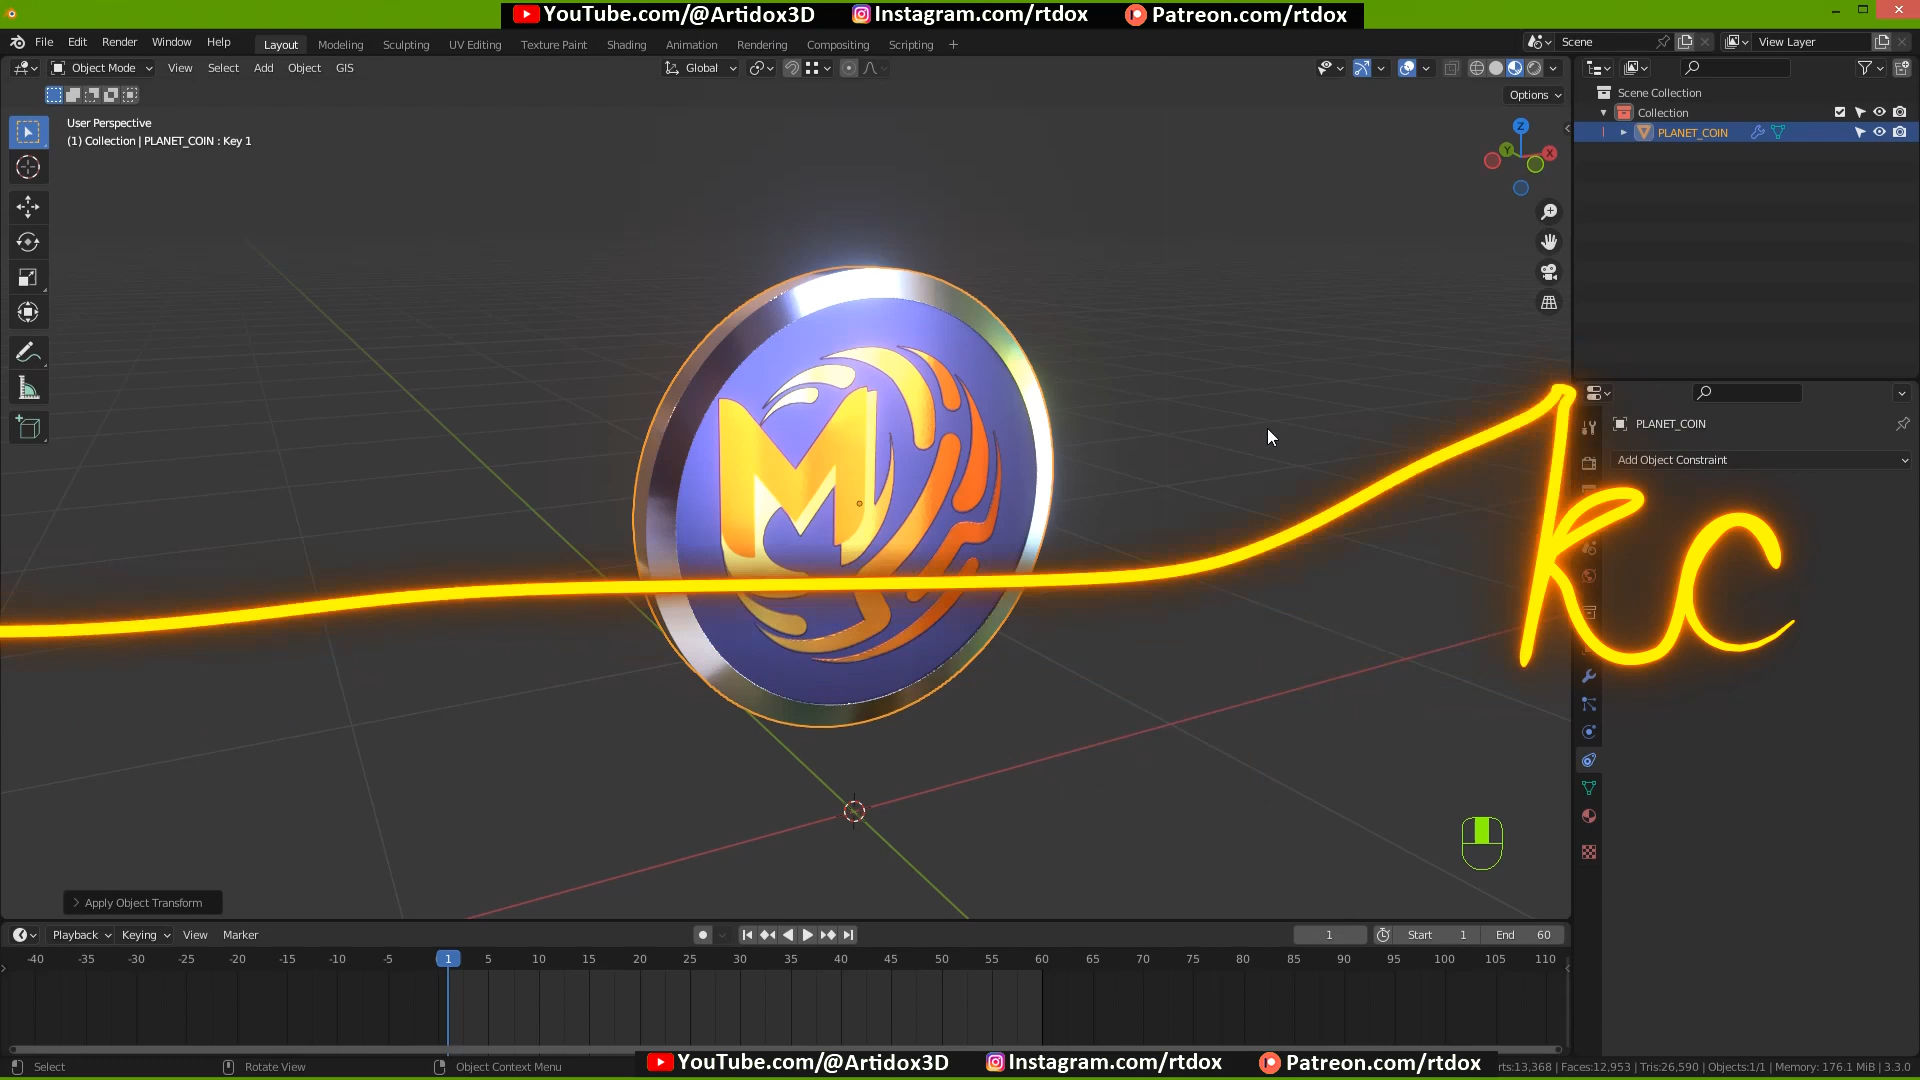 YouTube.com/@Artidox3D Instagram.com/rtdox Patreon.com/rtdox
File Edit Render Window Help Layout Modeling Sculpting UV Editing Texture Paint Shading Animation Rendering Compositing Scripting + Scene View Layer
Object Mode View Select Add Object GIS Global
Options
User Perspective
(1) Collection | PLANET_COIN : Key 1
Z
Y
X
Scene Collection
Collection
PLANET_COIN
M
kc
PLANET_COIN
Add Object Constraint
Apply Object Transform
Playback Keying View Marker 1 Start 1 End 60
-40 -35 -30 -25 -20 -15 -10 -5 1 5 10 15 20 25 30 35 40 45 50 55 60 65 70 75 80 85 90 95 100 105 110
Select Rotate View Object Context Menu YouTube.com/@Artidox3D Instagram.com/rtdox Patreon.com/rtdox rts:13,368 | Faces:12,953 | Tris:26,590 | Objects:1/1 | Memory: 176.1 MiB | 3.3.0